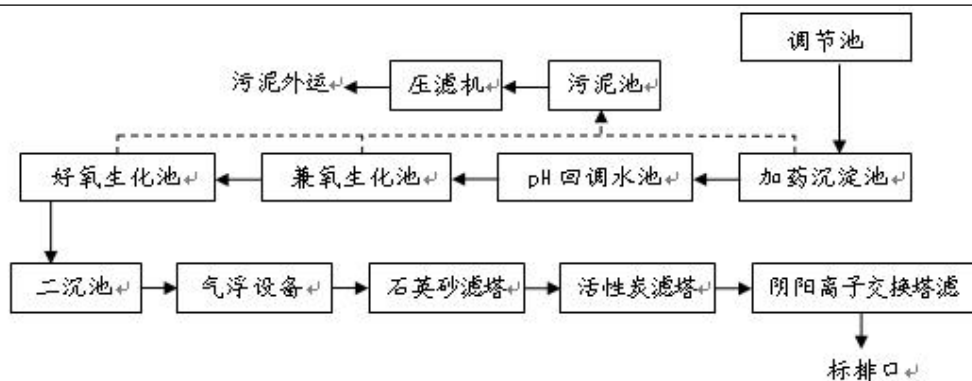 调节池
污泥外运
压滤机
污泥池
好氧生化池
兼氧生化池
pH回调水池
加药沉淀池
二沉池
气浮设备
石英砂滤塔
活性炭滤塔
阴阳离子交换塔滤
标排口